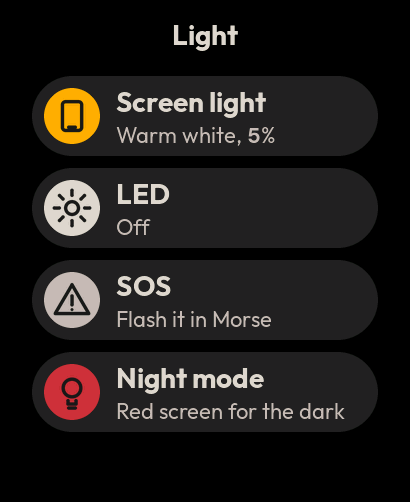 Light
Screen light
Warm white, 5%
LED
Off
SOS
Flash it in Morse
Night mode
Red screen for the dark